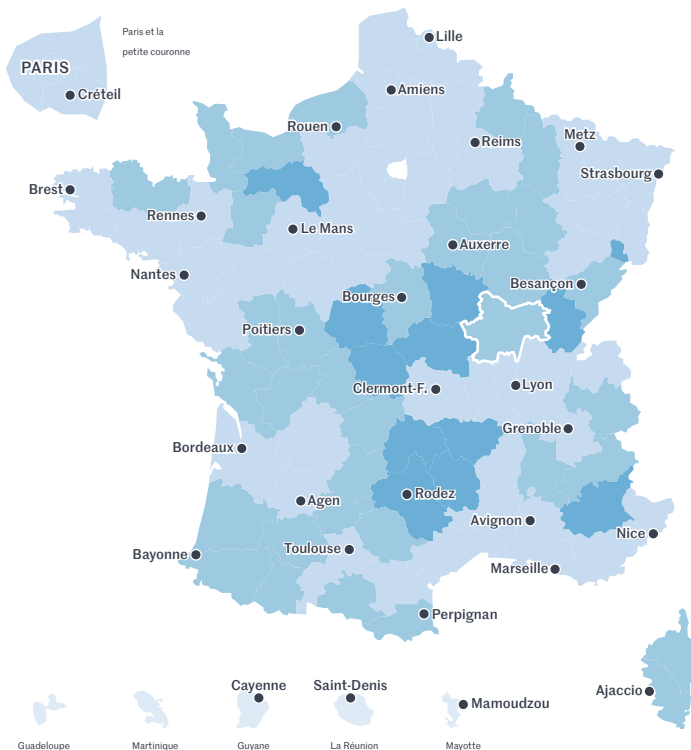 Paris et la
petite couronne
PARIS
Créteil
Lille
Amiens
Rouen
Reims
Metz
Strasbourg
Brest
Rennes
Le Mans
Auxerre
Nantes
Besançon
Bourges
Poitiers
Clermont-F.
Lyon
Grenoble
Bordeaux
Rodez
Agen
Avignon
Nice
Toulouse
Bayonne
Marseille
Perpignan
Ajaccio
Cayenne
Saint-Denis
Mamoudzou
Guadeloupe
Martinique
Guyane
La Réunion
Mayotte